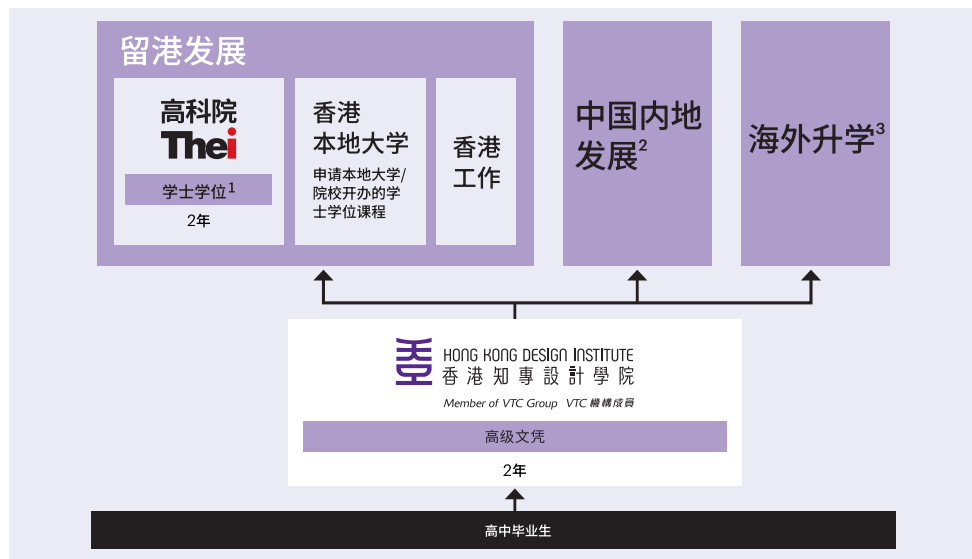 留港发展
高科院
Thei
学士学位1
2年
香港
本地大学
申请本地大学/
院校开办的学
士学位课程
香港
工作
中国内地
发展2
海外升学3
HONG KONG DESIGN INSTITUTE
香港知專設計學院
Member of VTC Group VTC 機構成員
高级文凭
2年
高中毕业生